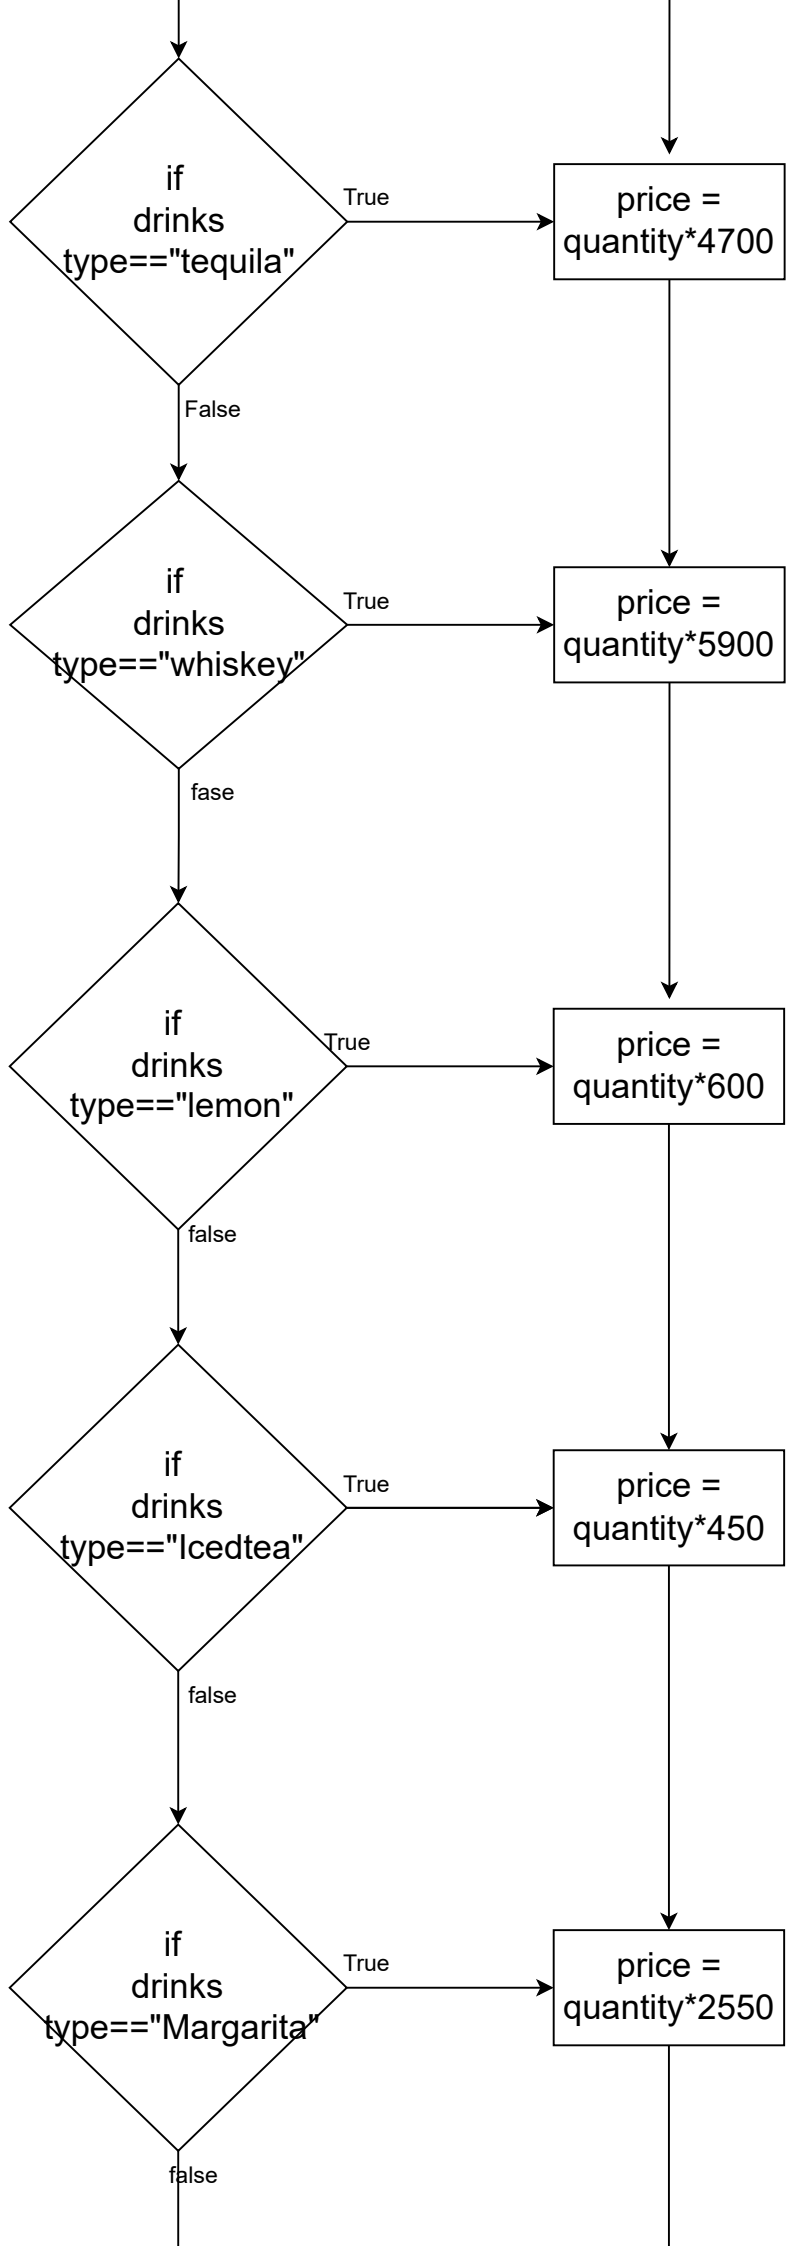 if
drinks
type=="tequila"
True
price =
quantity*4700
False
if
drinks
type=="whiskey"
True
price =
quantity*5900
fase
if
drinks
type=="lemon"
True
price =
quantity*600
false
if
drinks
type=="Icedtea"
True
price =
quantity*450
false
if
drinks
type=="Margarita"
True
price =
quantity*2550
false